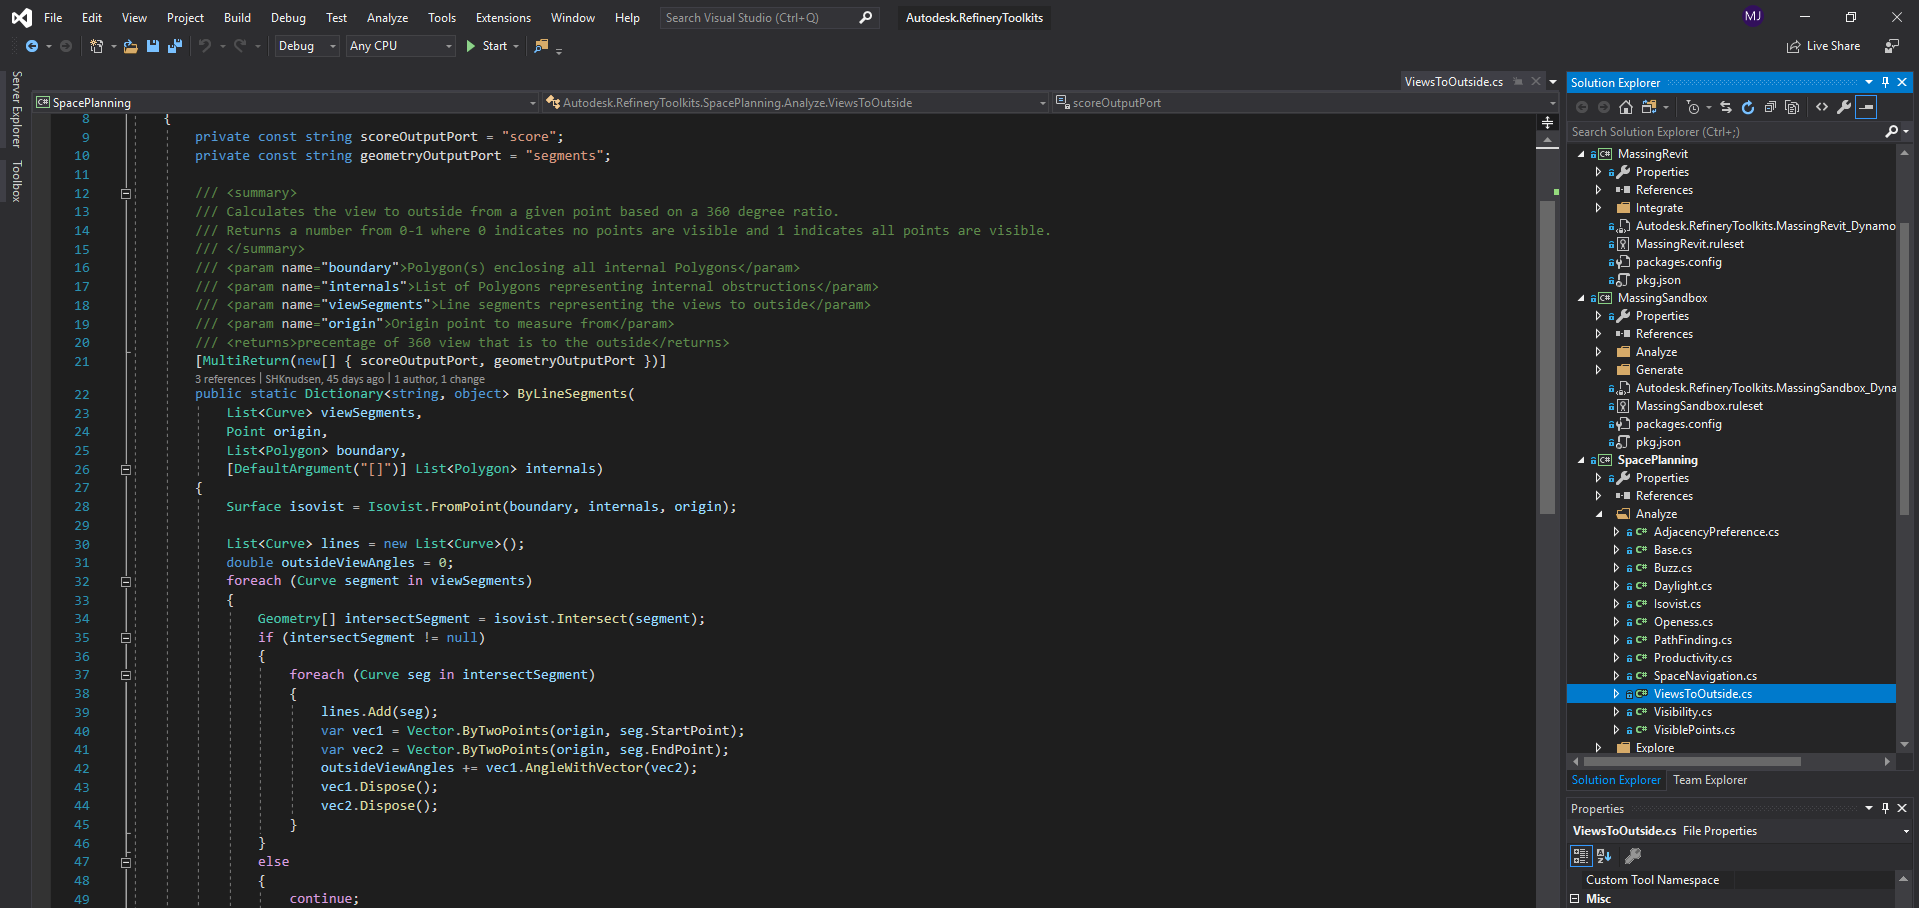 File Edit View Project Build Debug Test Analyze Tools Extensions Window Help Search Visual Studio (Ctrl+Q) Autodesk.RefineryToolkits MJ
Debug Any CPU Start Live Share
Server Explorer
Toolbox
ViewsToOutside.cs
SpacePlanning Autodesk.RefineryToolkits.SpacePlanning.Analyze.ViewsToOutside scoreOutputPort
8 {
9 private const string scoreOutputPort = "score";
10 private const string geometryOutputPort = "segments";
11
12 /// <summary>
13 /// Calculates the view to outside from a given point based on a 360 degree ratio.
14 /// Returns a number from 0-1 where 0 indicates no points are visible and 1 indicates all points are visible.
15 /// </summary>
16 /// <param name="boundary">Polygon(s) enclosing all internal Polygons</param>
17 /// <param name="internals">List of Polygons representing internal obstructions</param>
18 /// <param name="viewSegments">Line segments representing the views to outside</param>
19 /// <param name="origin">Origin point to measure from</param>
20 /// <returns>precentage of 360 view that is to the outside</returns>
21 [MultiReturn(new[] { scoreOutputPort, geometryOutputPort })]
3 references | SHKnudsen, 45 days ago | 1 author, 1 change
22 public static Dictionary<string, object> ByLineSegments(
23 List<Curve> viewSegments,
24 Point origin,
25 List<Polygon> boundary,
26 [DefaultArgument("[]")] List<Polygon> internals)
27 {
28 Surface isovist = Isovist.FromPoint(boundary, internals, origin);
29
30 List<Curve> lines = new List<Curve>();
31 double outsideViewAngles = 0;
32 foreach (Curve segment in viewSegments)
33 {
34 Geometry[] intersectSegment = isovist.Intersect(segment);
35 if (intersectSegment != null)
36 {
37 foreach (Curve seg in intersectSegment)
38 {
39 lines.Add(seg);
40 var vec1 = Vector.ByTwoPoints(origin, seg.StartPoint);
41 var vec2 = Vector.ByTwoPoints(origin, seg.EndPoint);
42 outsideViewAngles += vec1.AngleWithVector(vec2);
43 vec1.Dispose();
44 vec2.Dispose();
45 }
46 }
47 else
48 {
49 continue;
Solution Explorer
Search Solution Explorer (Ctrl+;)
C# MassingRevit
Properties
References
Integrate
Autodesk.RefineryToolkits.MassingRevit_Dynamo
MassingRevit.ruleset
packages.config
pkg.json
C# MassingSandbox
Properties
References
Analyze
Generate
Autodesk.RefineryToolkits.MassingSandbox_Dyna
MassingSandbox.ruleset
packages.config
pkg.json
C# SpacePlanning
Properties
References
Analyze
C# AdjacencyPreference.cs
C# Base.cs
C# Buzz.cs
C# Daylight.cs
C# Isovist.cs
C# Openess.cs
C# PathFinding.cs
C# Productivity.cs
C# SpaceNavigation.cs
C# ViewsToOutside.cs
C# Visibility.cs
C# VisiblePoints.cs
Explore
Solution Explorer Team Explorer
Properties
ViewsToOutside.cs File Properties
Custom Tool Namespace
Misc